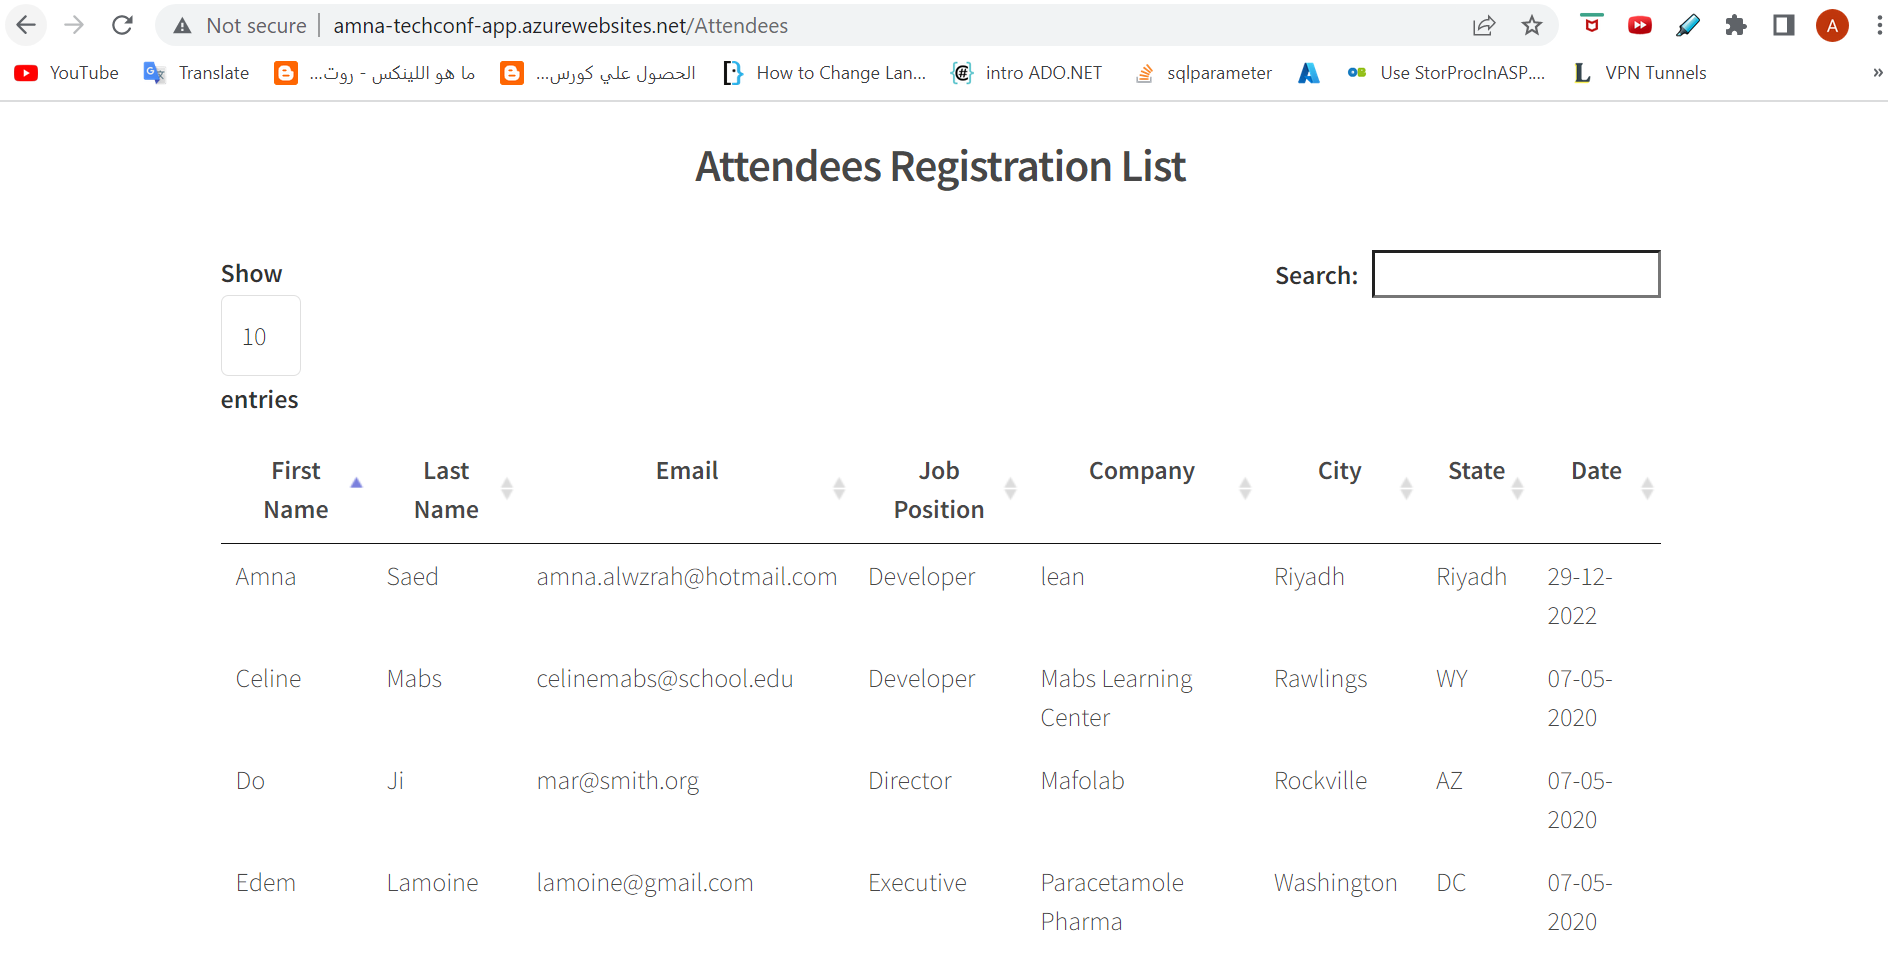 Not secure | amna-techconf-app.azurewebsites.net/Attendees A
YouTube Translate ما هو اللينكس - روت... الحصول علي كورس... How to Change Lan... intro ADO.NET sqlparameter Use StorProcInASP.... VPN Tunnels »
Attendees Registration List
Show
Search:
10
entries
First Last Email Job Company City State Date
Name Name Position
Amna Saed amna.alwzrah@hotmail.com Developer lean Riyadh Riyadh 29-12-
2022
Celine Mabs celinemabs@school.edu Developer Mabs Learning Rawlings WY 07-05-
Center 2020
Do Ji mar@smith.org Director Mafolab Rockville AZ 07-05-
2020
Edem Lamoine lamoine@gmail.com Executive Paracetamole Washington DC 07-05-
Pharma 2020